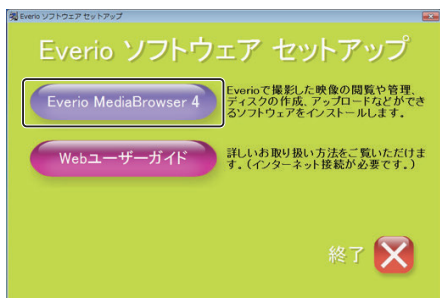 Everio ソフトウェア セットアップ
Everio ソフトウェア セットアップ
Everio MediaBrowser 4
Everioで撮影した映像の閲覧や管理、
ディスクの作成、アップロードなどができ
るソフトウェアをインストールします。
Webユーザーガイド
詳しいお取り扱い方法をご覧いただけま
す。(インターネット接続が必要です。)
終了